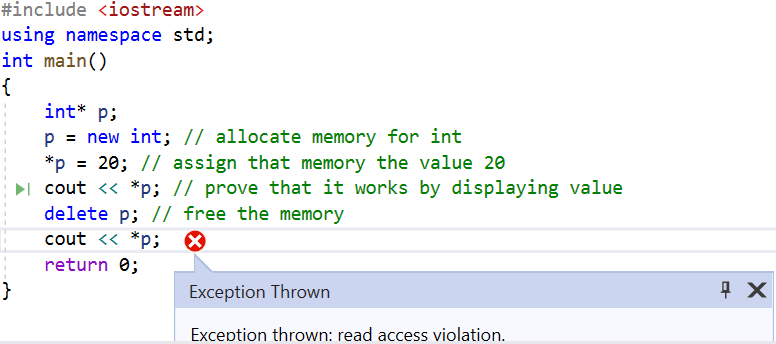 #include <iostream>
using namespace std;
int main()
{
int* p;
p = new int; // allocate memory for int
*p = 20; // assign that memory the value 20
cout << *p; // prove that it works by displaying value
delete p; // free the memory
cout << *p;
return 0;
}
Exception Thrown
Exception thrown: read access violation.